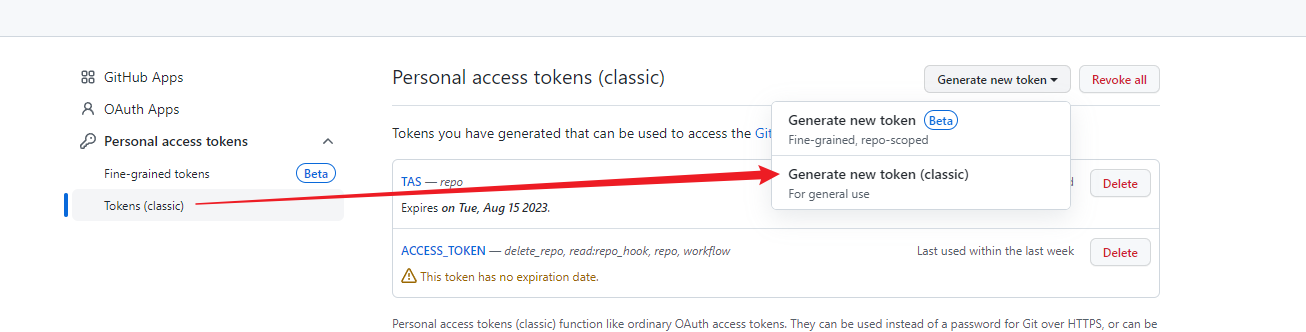 GitHub Apps
OAuth Apps
Personal access tokens
Fine-grained tokens Beta
Tokens (classic)
Personal access tokens (classic)
Generate new token
Revoke all
Generate new token Beta
Fine-grained, repo-scoped
Generate new token (classic)
For general use
Tokens you have generated that can be used to access the Git
TAS — repo
Delete
Expires on Tue, Aug 15 2023.
ACCESS_TOKEN — delete_repo, read:repo_hook, repo, workflow
Last used within the last week
Delete
This token has no expiration date.
Personal access tokens (classic) function like ordinary OAuth access tokens. They can be used instead of a password for Git over HTTPS, or can be